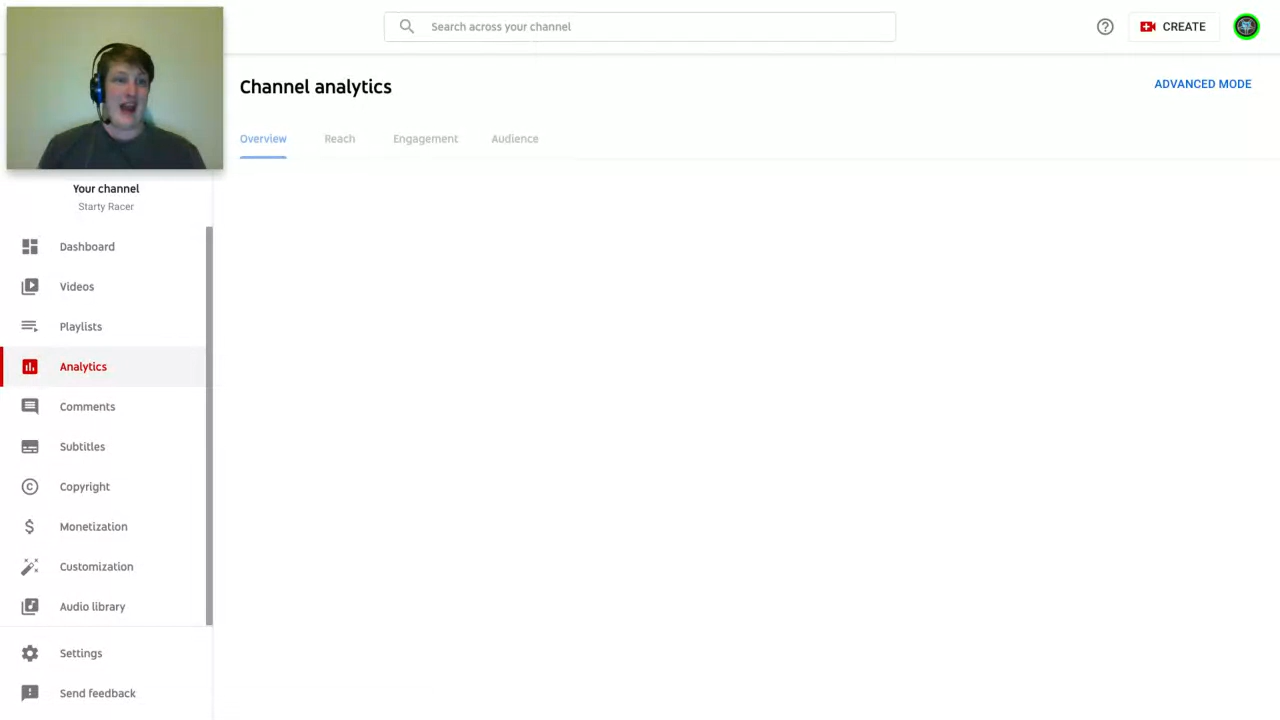 Search across your channel
CREATE
Channel analytics
ADVANCED MODE
Overview
Reach
Engagement
Audience
Your channel
Starty Racer
Dashboard
Videos
Playlists
Analytics
Comments
Subtitles
Copyright
Monetization
Customization
Audio library
Settings
Send feedback